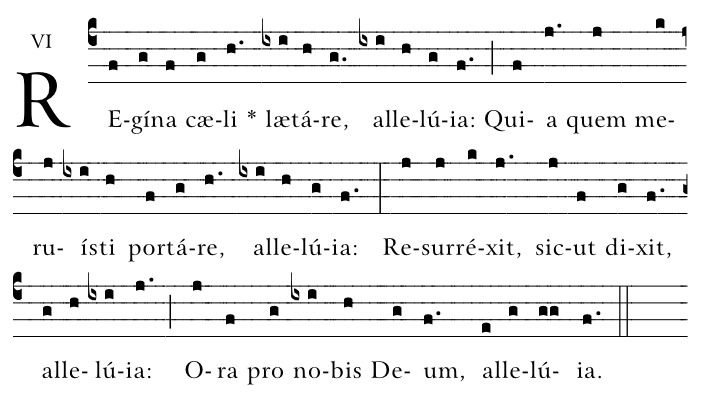 VI
RE-gína cæ-li * lætá-re, alle-lú-ia: Qui- a quem me-
ru- ísti portá-re, alle-lú-ia: Re-surré-xit, sic-ut di-xit,
alle- lú-ia: O- ra pro no-bis De- um, alle-lú- ia.